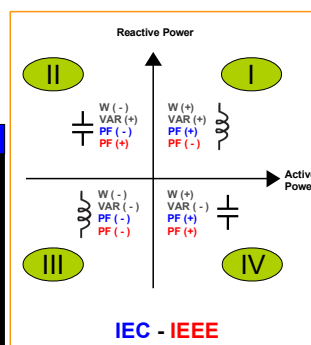 Reactive Power
II
I
W ( - )
VAR (+)
PF ( - )
PF (+)
W (+)
VAR (+)
PF (+)
PF ( - )
Active
Power
W ( - )
VAR ( - )
PF ( - )
PF ( - )
W (+)
VAR ( - )
PF (+)
PF (+)
III
IV
IEC - IEEE